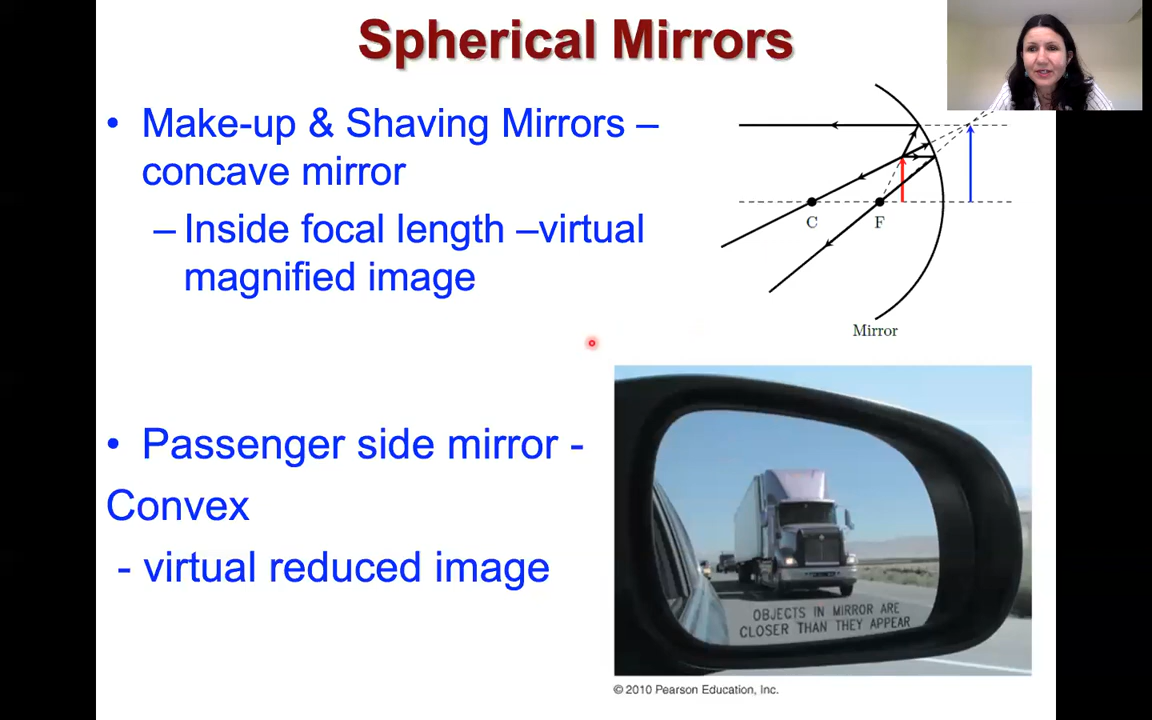 Spherical Mirrors
• Make-up & Shaving Mirrors –
concave mirror
– Inside focal length –virtual
magnified image
C
F
Mirror
• Passenger side mirror -
Convex
- virtual reduced image
OBJECTS IN MIRROR ARE
CLOSER THAN THEY APPEAR
© 2010 Pearson Education, Inc.